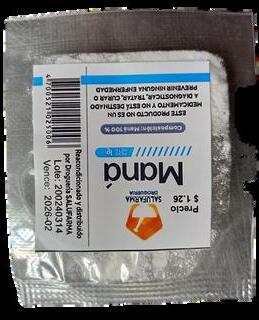 Precio
$ 1.26
SALUFARMA
DROGUERIA
Maná
Composición: Maná 100%
ESTE PRODUCTO NO ES UN
MEDICAMENTO Y NO ESTÁ DESTINADO
A DIAGNOSTICAR, TRATAR, CURAR O
PREVENIR NINGUNA ENFERMEDAD
Reacondicionado y distribuido
por Droguería SALUFARMA
Lote: 200240314
Vence: 2026-02